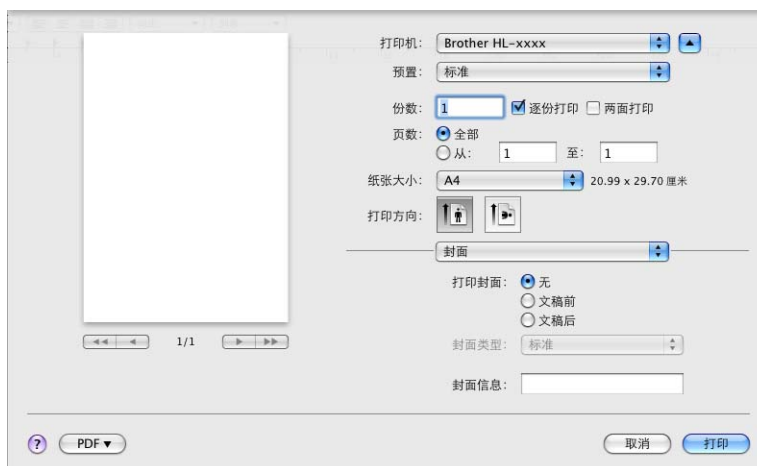 打印机: Brother HL-xxxx
预置: 标准
份数: 1 逐份打印 两面打印
页数: 全部
从: 1 至: 1
纸张大小: A4 20.99 x 29.70 厘米
打印方向:
封面
打印封面: 无
文稿前
文稿后
1/1
封面类型: 标准
封面信息:
? PDF▼ 取消 打印